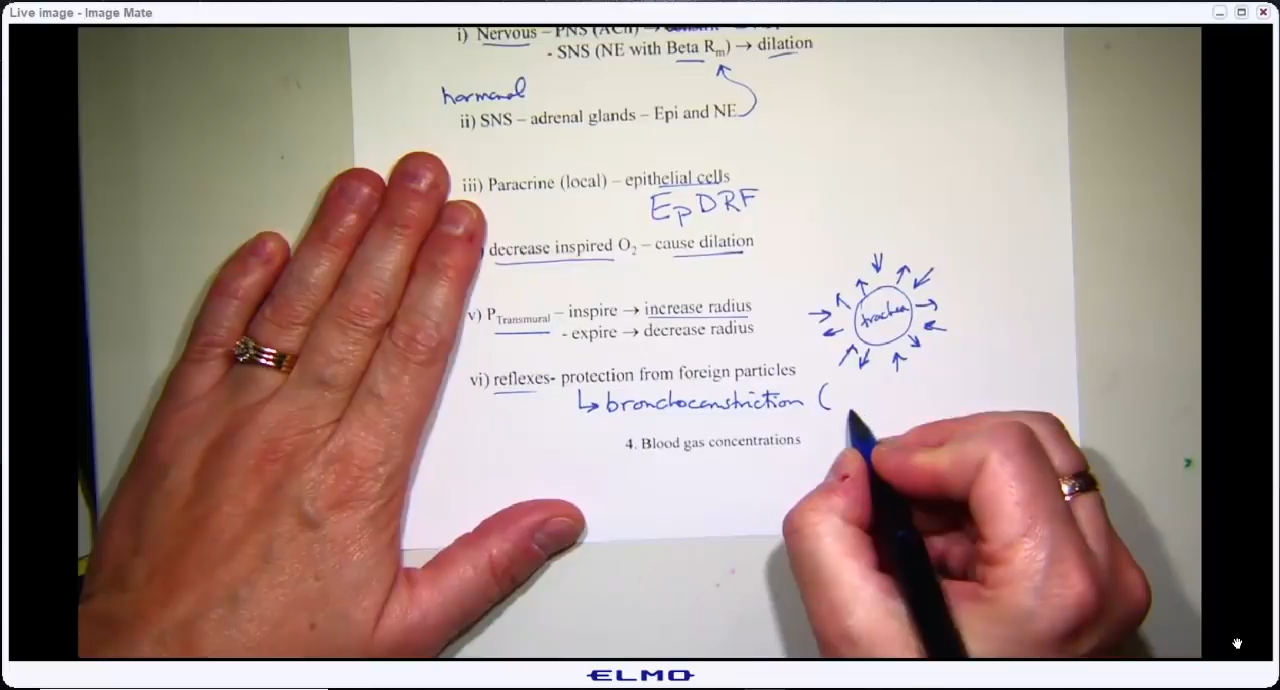 Live image - Image Mate
i) Nervous – PNS (ACh) → constrict
- SNS (NE with Beta Rm) → dilation
hormonal
ii) SNS – adrenal glands – Epi and NE
iii) Paracrine (local) – epithelial cells
EpDRF
) decrease inspired O₂ – cause dilation
v) PTransmural – inspire → increase radius
- expire → decrease radius
trachea
vi) reflexes- protection from foreign particles
↳ bronchoconstriction (
4. Blood gas concentrations
ELMO